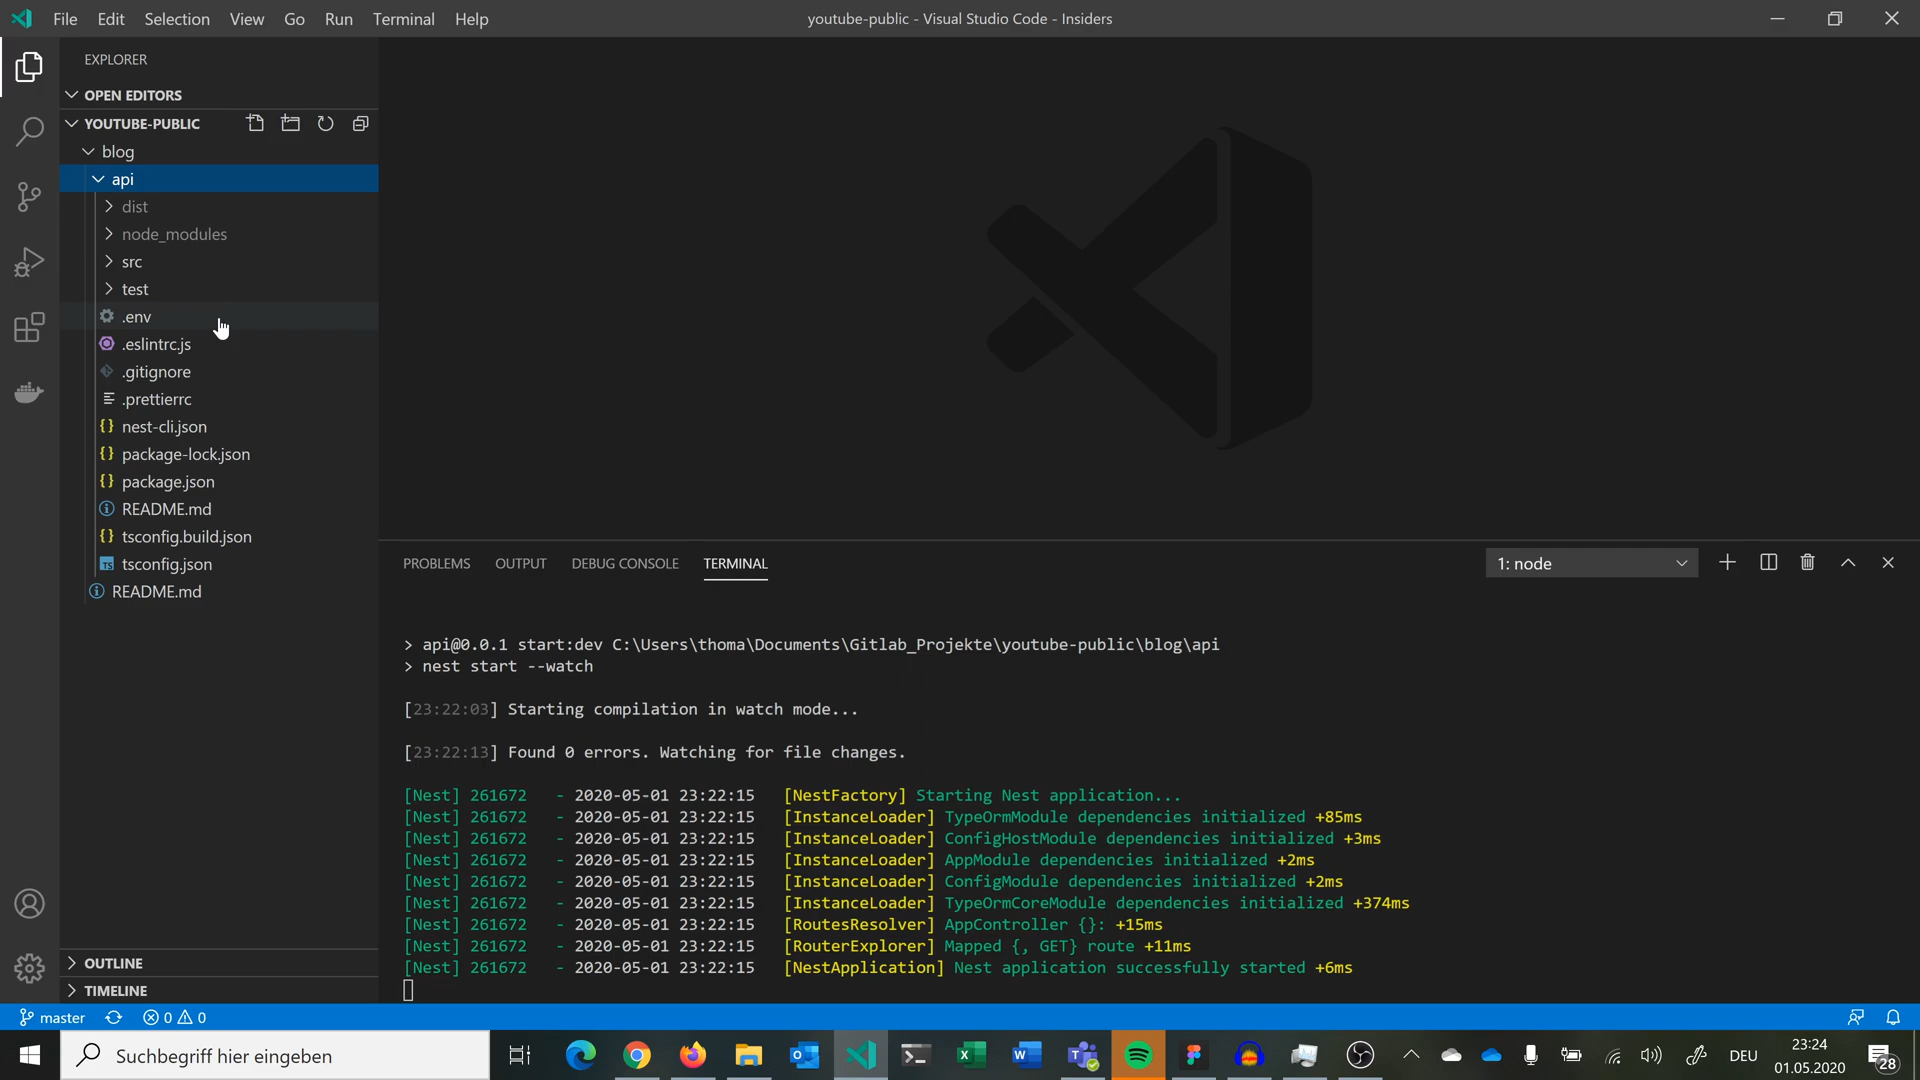 File Edit Selection View Go Run Terminal Help
youtube-public - Visual Studio Code - Insiders
EXPLORER
OPEN EDITORS
YOUTUBE-PUBLIC
blog
api
dist
node_modules
src
test
.env
.eslintrc.js
.gitignore
.prettierrc
nest-cli.json
package-lock.json
package.json
README.md
tsconfig.build.json
tsconfig.json
README.md
OUTLINE
TIMELINE
PROBLEMS OUTPUT DEBUG CONSOLE TERMINAL
1: node
> api@0.0.1 start:dev C:\Users\thoma\Documents\Gitlab_Projekte\youtube-public\blog\api
> nest start --watch
[23:22:03] Starting compilation in watch mode...
[23:22:13] Found 0 errors. Watching for file changes.
[Nest] 261672 - 2020-05-01 23:22:15 [NestFactory] Starting Nest application...
[Nest] 261672 - 2020-05-01 23:22:15 [InstanceLoader] TypeOrmModule dependencies initialized +85ms
[Nest] 261672 - 2020-05-01 23:22:15 [InstanceLoader] ConfigHostModule dependencies initialized +3ms
[Nest] 261672 - 2020-05-01 23:22:15 [InstanceLoader] AppModule dependencies initialized +2ms
[Nest] 261672 - 2020-05-01 23:22:15 [InstanceLoader] ConfigModule dependencies initialized +2ms
[Nest] 261672 - 2020-05-01 23:22:15 [InstanceLoader] TypeOrmCoreModule dependencies initialized +374ms
[Nest] 261672 - 2020-05-01 23:22:15 [RoutesResolver] AppController {}: +15ms
[Nest] 261672 - 2020-05-01 23:22:15 [RouterExplorer] Mapped {, GET} route +11ms
[Nest] 261672 - 2020-05-01 23:22:15 [NestApplication] Nest application successfully started +6ms
master 0 0
Suchbegriff hier eingeben
DEU
23:24
01.05.2020
28